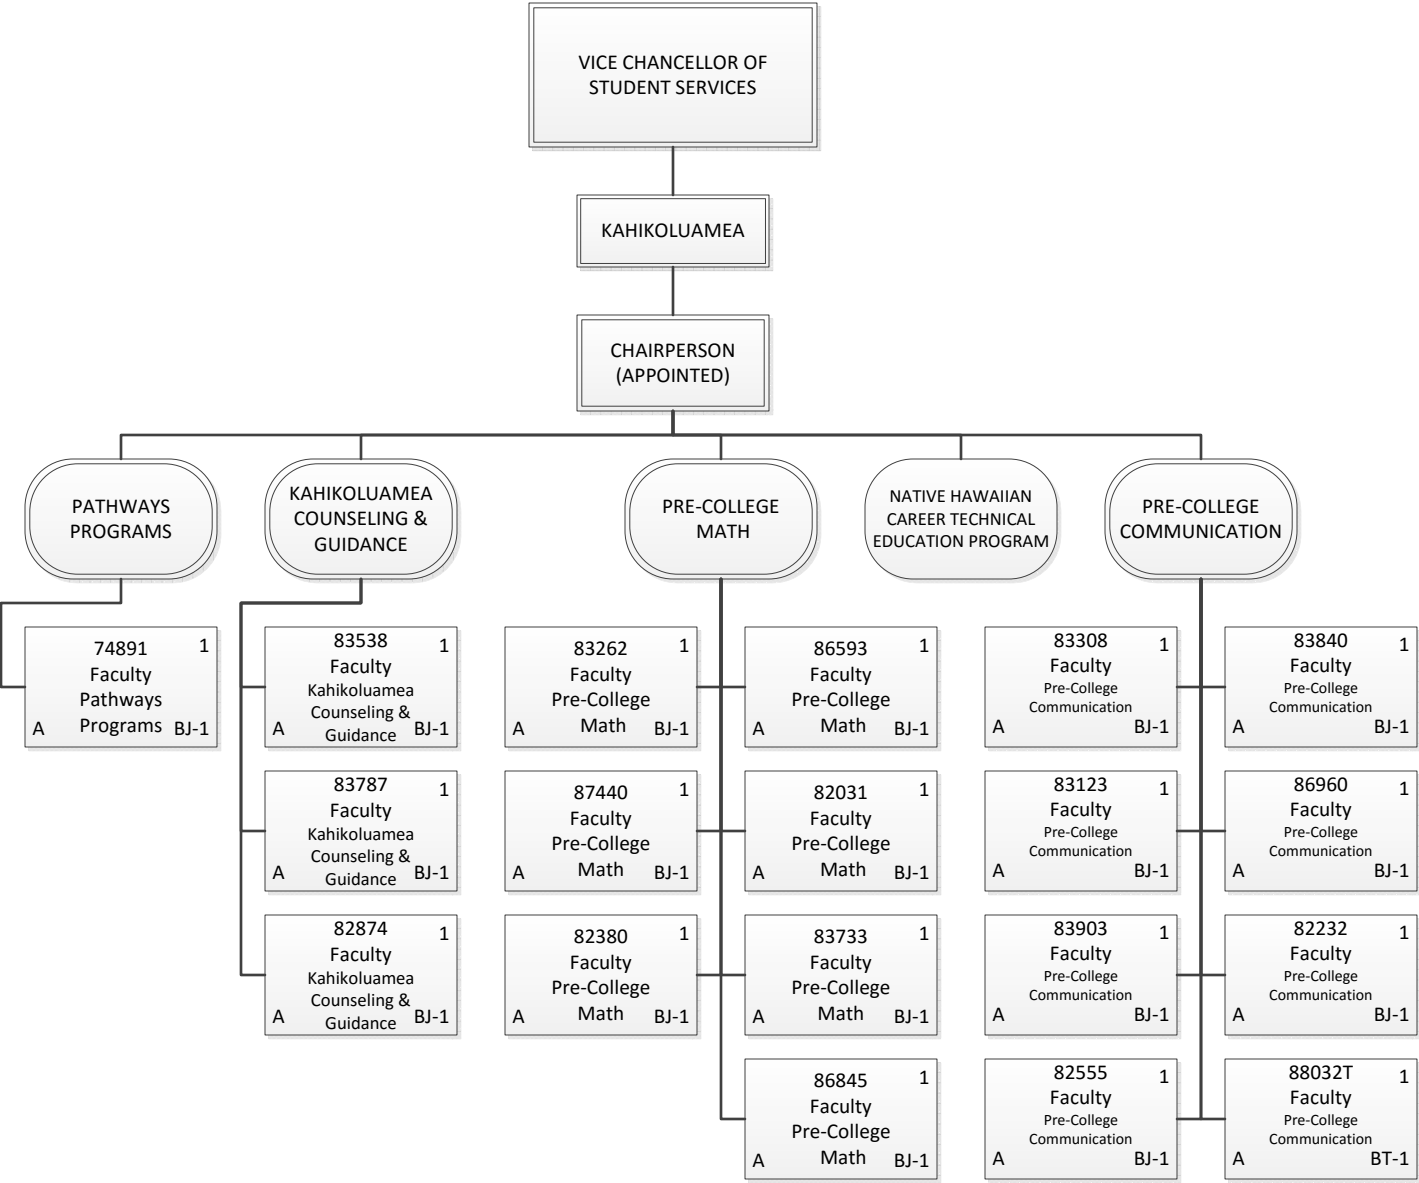 VICE CHANCELLOR OF
STUDENT SERVICES
KAHIKOLUAMEA
CHAIRPERSON
(APPOINTED)
PATHWAYS
PROGRAMS
KAHIKOLUAMEA
COUNSELING &
GUIDANCE
PRE-COLLEGE
MATH
NATIVE HAWAIIAN
CAREER TECHNICAL
EDUCATION PROGRAM
PRE-COLLEGE
COMMUNICATION
74891 1
Faculty
Pathways
A Programs BJ-1
83538 1
Faculty
Kahikoluamea
Counseling &
A Guidance BJ-1
83787 1
Faculty
Kahikoluamea
Counseling &
A Guidance BJ-1
82874 1
Faculty
Kahikoluamea
Counseling &
A Guidance BJ-1
83262 1
Faculty
Pre-College
A Math BJ-1
86593 1
Faculty
Pre-College
A Math BJ-1
87440 1
Faculty
Pre-College
A Math BJ-1
82031 1
Faculty
Pre-College
A Math BJ-1
82380 1
Faculty
Pre-College
A Math BJ-1
83733 1
Faculty
Pre-College
A Math BJ-1
86845 1
Faculty
Pre-College
A Math BJ-1
83308 1
Faculty
Pre-College
Communication
A BJ-1
83840 1
Faculty
Pre-College
Communication
A BJ-1
83123 1
Faculty
Pre-College
Communication
A BJ-1
86960 1
Faculty
Pre-College
Communication
A BJ-1
83903 1
Faculty
Pre-College
Communication
A BJ-1
82232 1
Faculty
Pre-College
Communication
A BJ-1
82555 1
Faculty
Pre-College
Communication
A BJ-1
88032T 1
Faculty
Pre-College
Communication
A BT-1